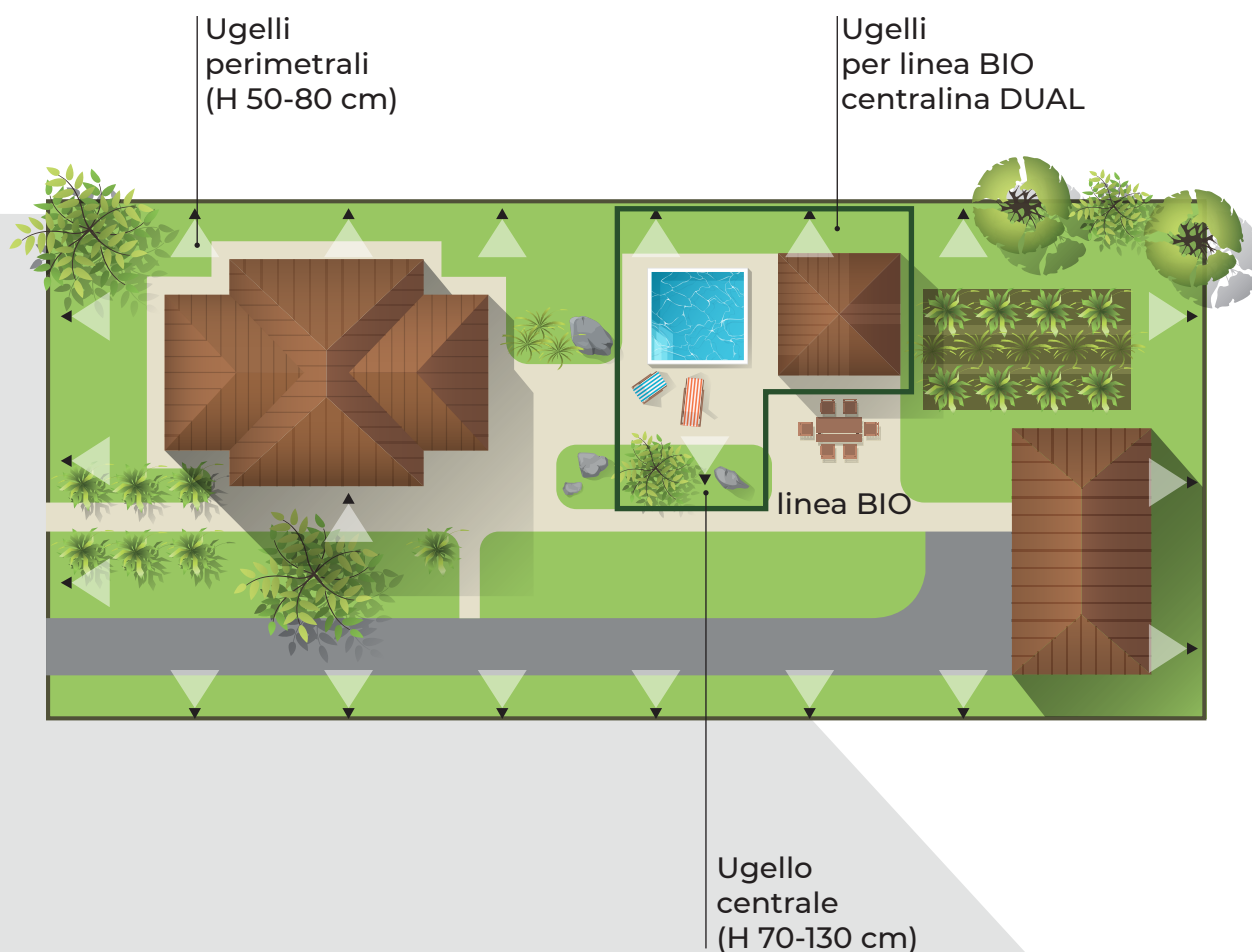 Ugelli
perimetrali
(H 50-80 cm)
Ugelli
per linea BIO
centralina DUAL
linea BIO
Ugello
centrale
(H 70-130 cm)